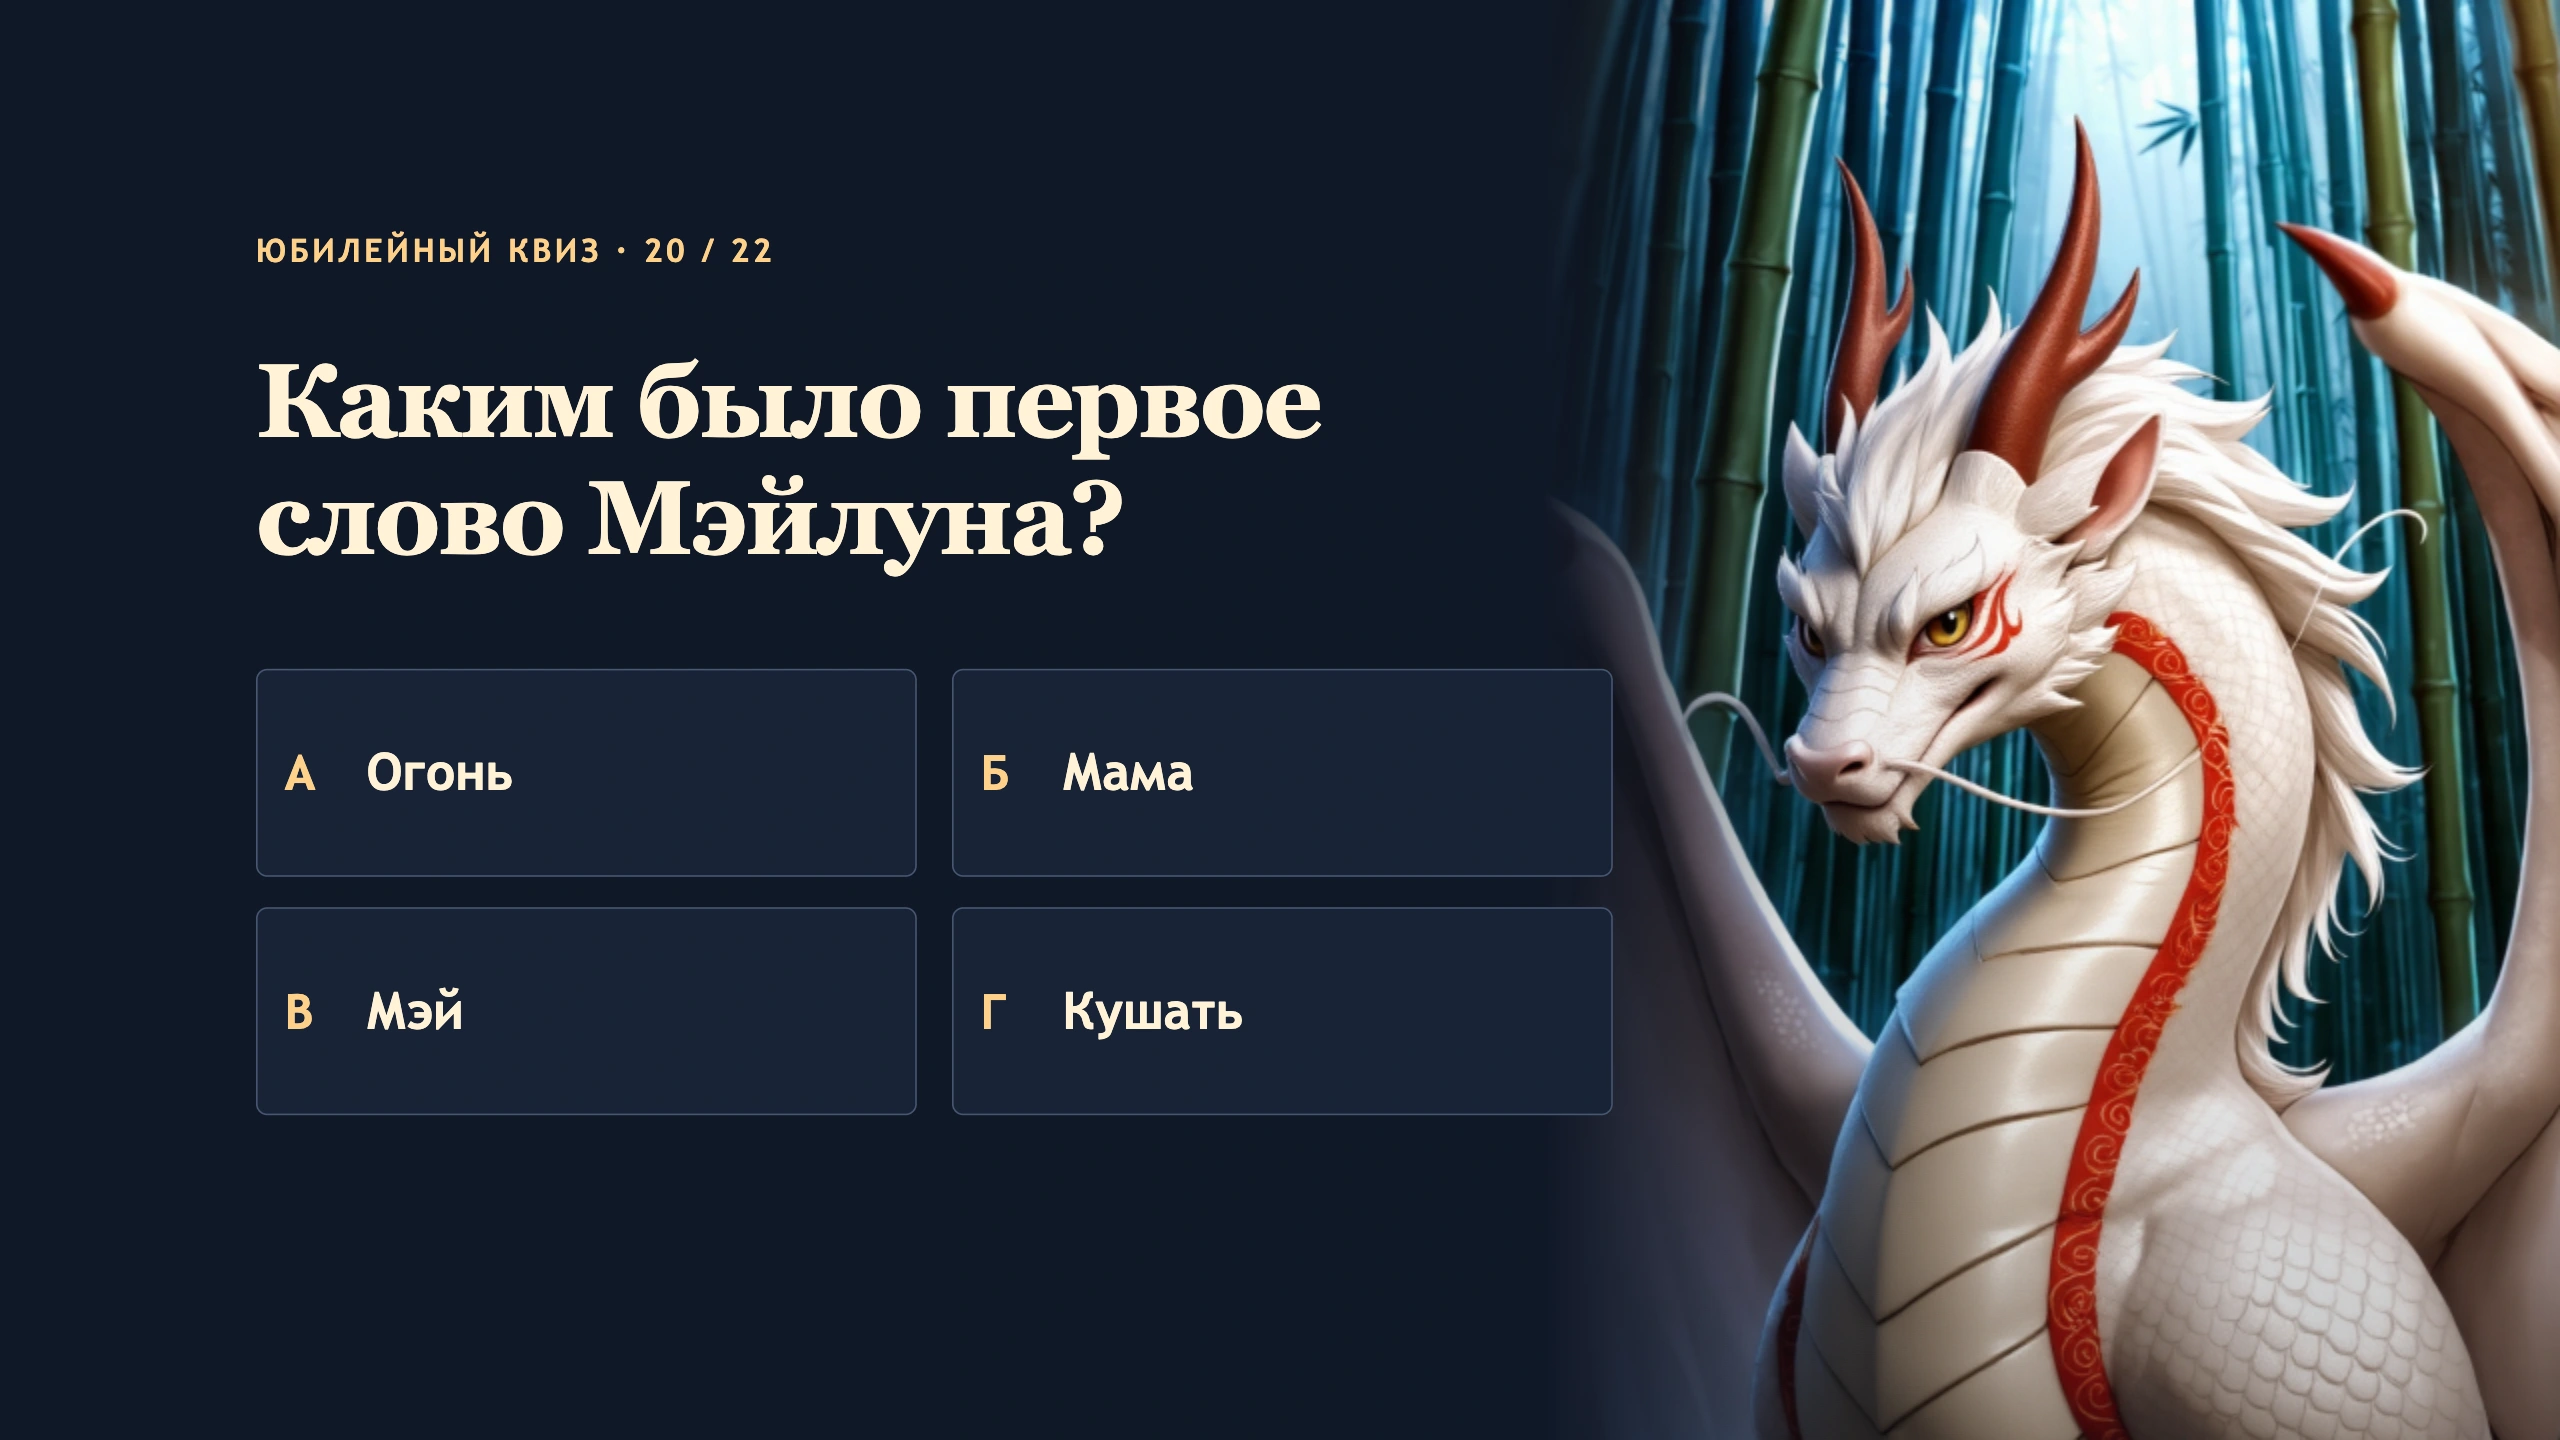 ЮБИЛЕЙНЫЙ КВИЗ · 20 / 22
Каким было первое
слово Мэйлуна?
А Огонь
Б Мама
В Мэй
Г Кушать